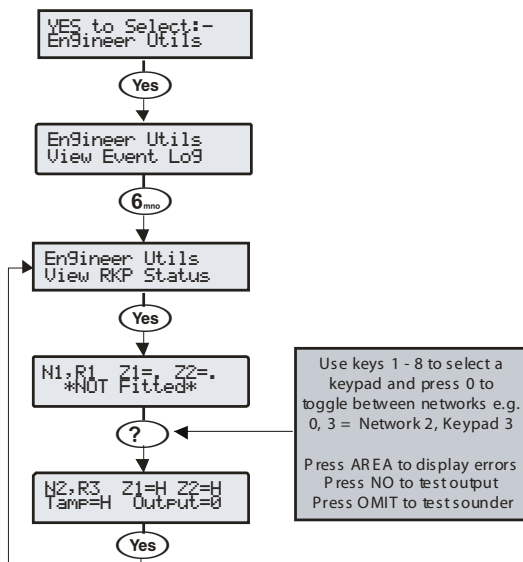 YES to Select:-
Engineer Utils
Yes
Engineer Utils
View Event Log
6mno
Engineer Utils
View RKP Status
Yes
N1,R1 Z1=. Z2=.
*NOT Fitted*
?
Use keys 1 - 8 to select a
keypad and press 0 to
toggle between networks e.g.
0, 3 = Network 2, Keypad 3
Press AREA to display errors
Press NO to test output
Press OMIT to test sounder
N2,R3 Z1=H Z2=H
Tamp=H Output=0
Yes